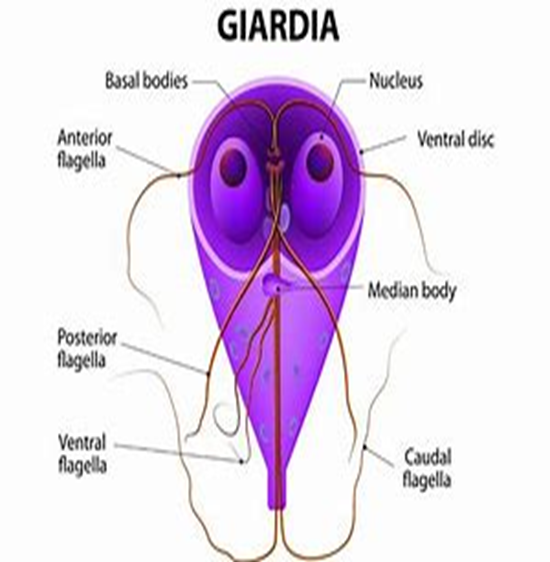 GIARDIA
Basal bodies
Nucleus
Anterior
flagella
Ventral disc
Median body
Posterior
flagella
Ventral
flagella
Caudal
flagella